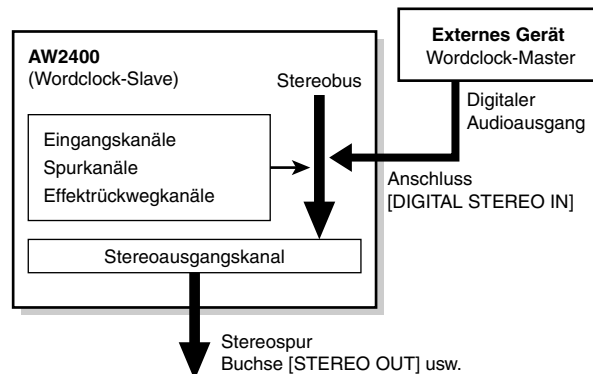 AW2400
(Wordclock-Slave)
Stereobus
Externes Gerät
Wordclock-Master
Digitaler
Audioausgang
Eingangskanäle
Spurkanäle
Effektrückwegkanäle
Anschluss
[DIGITAL STEREO IN]
Stereoausgangskanal
Stereospur
Buchse [STEREO OUT] usw.